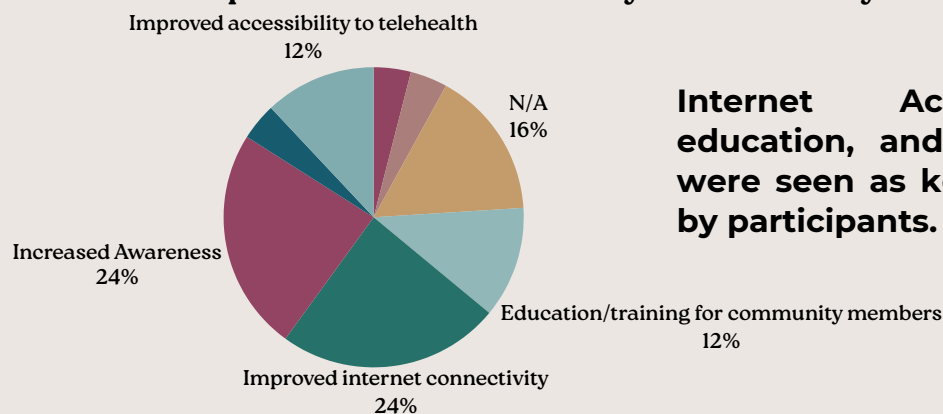 Improved accessibility to telehealth
12%
N/A
16%
Internet
education, and
were seen as
by participants.
Increased Awareness
24%
Education/training for community members
12%
Improved internet connectivity
24%